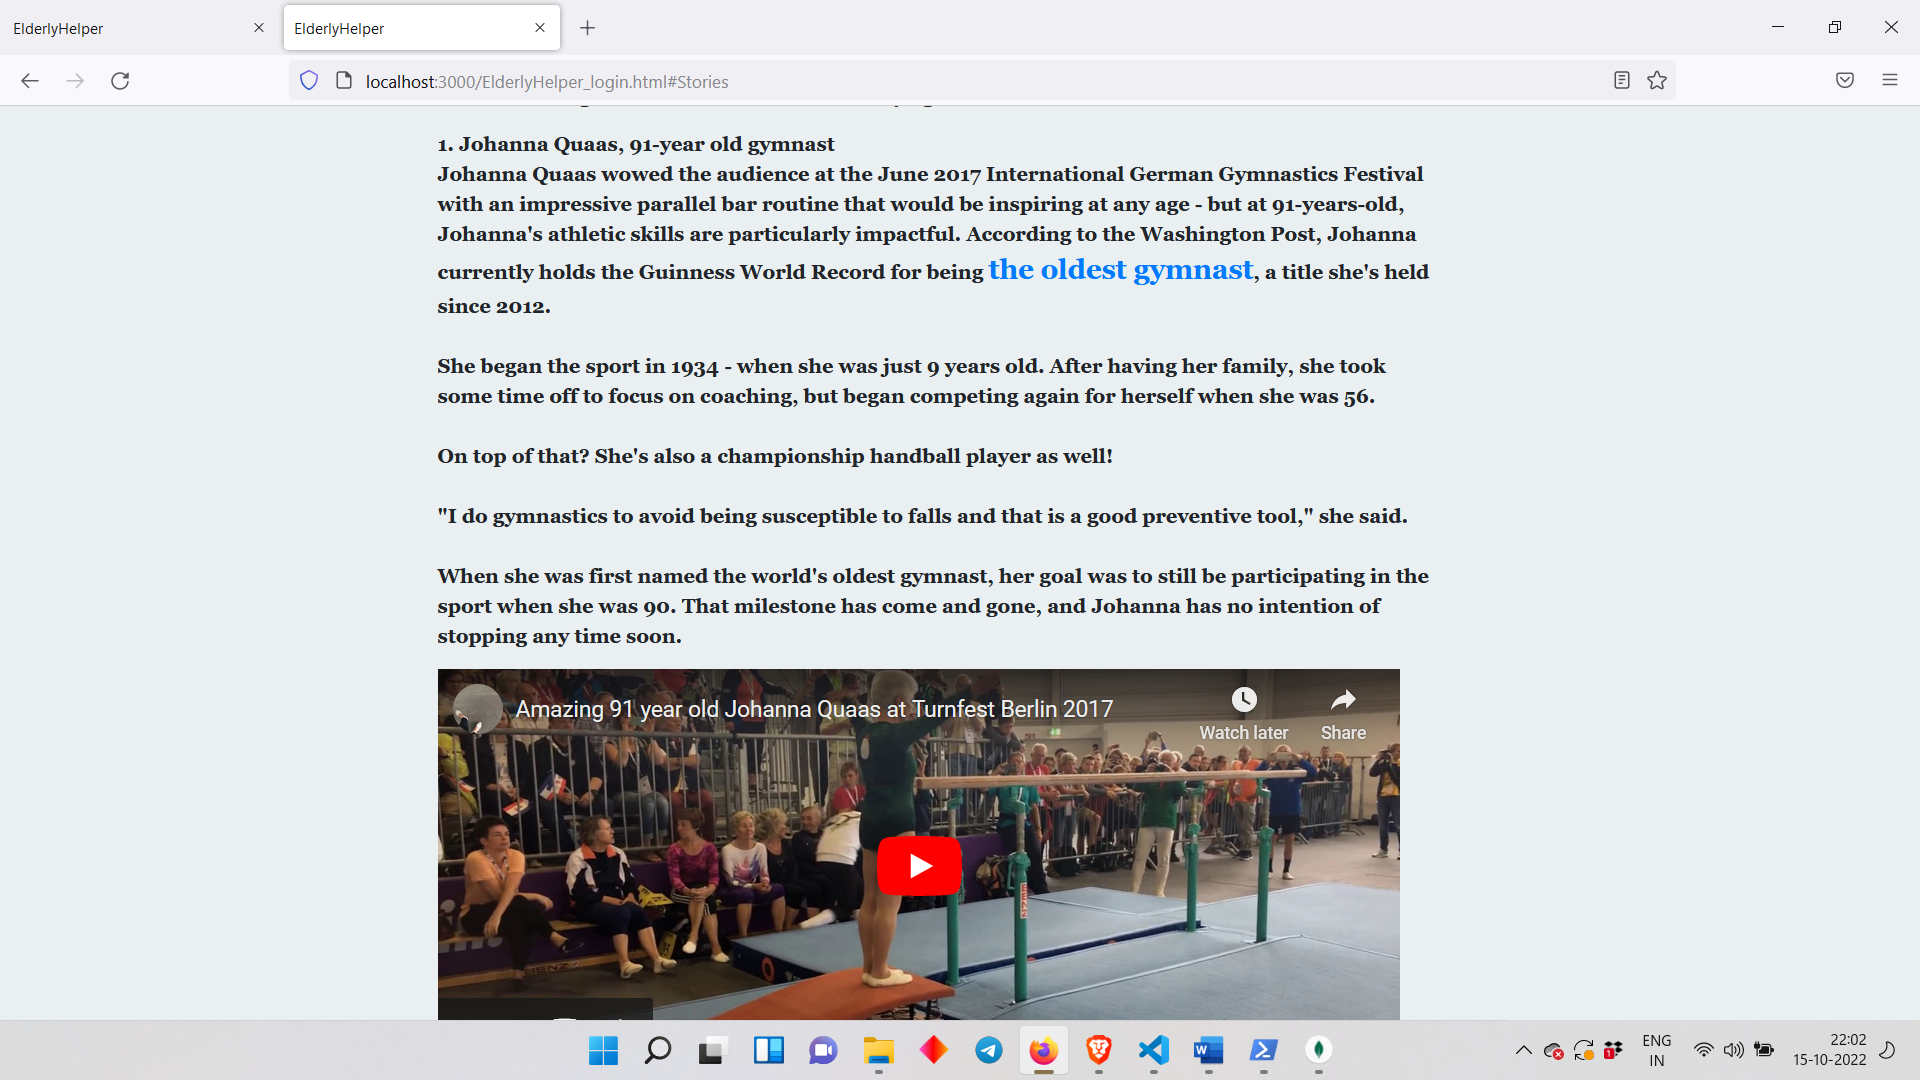 ElderlyHelper
ElderlyHelper
localhost:3000/ElderlyHelper_login.html#Stories
1. Johanna Quaas, 91-year old gymnast
Johanna Quaas wowed the audience at the June 2017 International German Gymnastics Festival
with an impressive parallel bar routine that would be inspiring at any age - but at 91-years-old,
Johanna's athletic skills are particularly impactful. According to the Washington Post, Johanna
currently holds the Guinness World Record for being the oldest gymnast, a title she's held
since 2012.
She began the sport in 1934 - when she was just 9 years old. After having her family, she took
some time off to focus on coaching, but began competing again for herself when she was 56.
On top of that? She's also a championship handball player as well!
"I do gymnastics to avoid being susceptible to falls and that is a good preventive tool," she said.
When she was first named the world's oldest gymnast, her goal was to still be participating in the
sport when she was 90. That milestone has come and gone, and Johanna has no intention of
stopping any time soon.
Amazing 91 year old Johanna Quaas at Turnfest Berlin 2017
Watch later
Share
BENZ
ENG
IN
22:02
15-10-2022